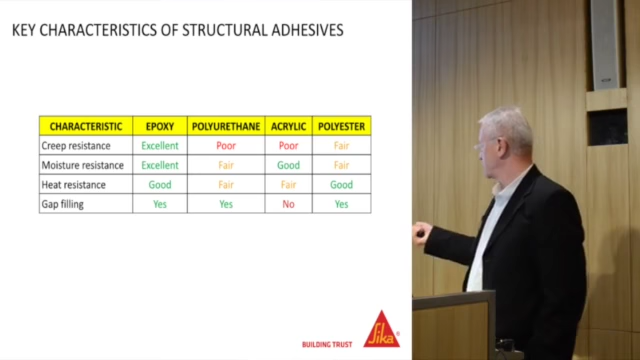 KEY CHARACTERISTICS OF STRUCTURAL ADHESIVES
CHARACTERISTIC EPOXY POLYURETHANE ACRYLIC POLYESTER
Creep resistance Excellent Poor Poor Fair
Moisture resistance Excellent Fair Good Fair
Heat resistance Good Fair Fair Good
Gap filling Yes Yes No Yes
BUILDING TRUST Sika®